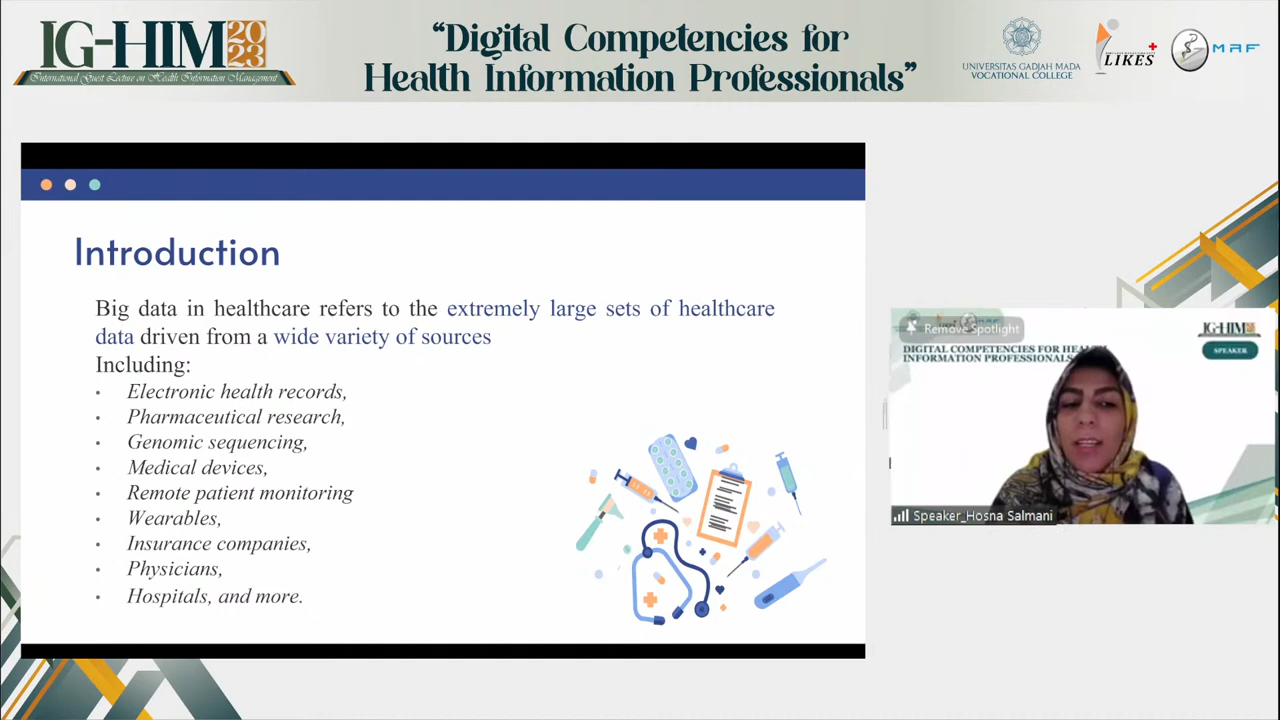 IG-HIM 2023
International Guest Lecture on Health Information Management
“Digital Competencies for
Health Information Professionals”
UNIVERSITAS GADJAH MADA
VOCATIONAL COLLEGE
LIKES
MAF
Introduction
Big data in healthcare refers to the extremely large sets of healthcare
data driven from a wide variety of sources
Including:
• Electronic health records,
• Pharmaceutical research,
• Genomic sequencing,
• Medical devices,
• Remote patient monitoring
• Wearables,
• Insurance companies,
• Physicians,
• Hospitals, and more.
Remove Spotlight
IG-HIM
DIGITAL COMPETENCIES FOR HEALTH
INFORMATION PROFESSIONALS
SPEAKER
Speaker_Hosna Salmani